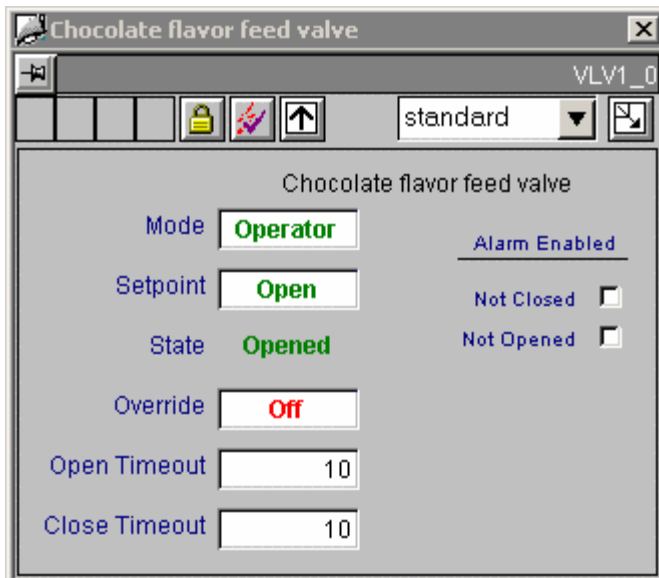 Chocolate flavor feed valve
VLV1_0
standard
Chocolate flavor feed valve
Mode Operator
Alarm Enabled
Setpoint Open
Not Closed
State Opened
Not Opened
Override Off
Open Timeout 10
Close Timeout 10